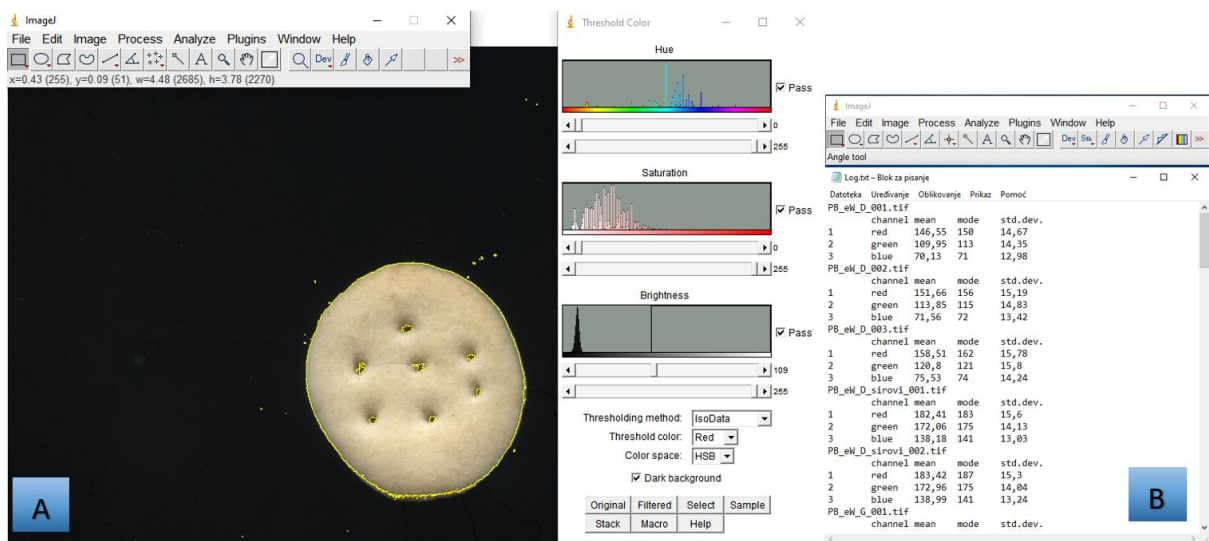 ImageJ
File Edit Image Process Analyze Plugins Window Help
A Dev >>
x=0.43 (255), y=0.09 (51), w=4.48 (2685), h=3.78 (2270)
A
Threshold Color
Hue
Pass
0
255
Saturation
Pass
0
255
Brightness
Pass
109
255
Thresholding method: IsoData
Threshold color: Red
Color space: HSB
Dark background
Original Filtered Select Sample
Stack Macro Help
ImageJ
File Edit Image Process Analyze Plugins Window Help
A Dev Stk >>
Angle tool
Log.txt – Blok za pisanje
Datoteka Uređivanje Oblikovanje Prikaz Pomoć
PB_eW_D_001.tif
channel mean mode std.dev.
1 red 146,55 150 14,67
2 green 109,95 113 14,35
3 blue 70,13 71 12,98
PB_eW_D_002.tif
channel mean mode std.dev.
1 red 151,66 156 15,19
2 green 113,85 115 14,83
3 blue 71,56 72 13,42
PB_eW_D_003.tif
channel mean mode std.dev.
1 red 158,51 162 15,78
2 green 120,8 121 15,8
3 blue 75,53 74 14,24
PB_eW_D_sirovi_001.tif
channel mean mode std.dev.
1 red 182,41 183 15,6
2 green 172,06 175 14,13
3 blue 138,18 141 13,03
PB_eW_D_sirovi_002.tif
channel mean mode std.dev.
1 red 183,42 187 15,3
2 green 172,96 175 14,04
3 blue 138,99 141 13,24
PB_eW_G_001.tif
channel mean mode std.dev.
B